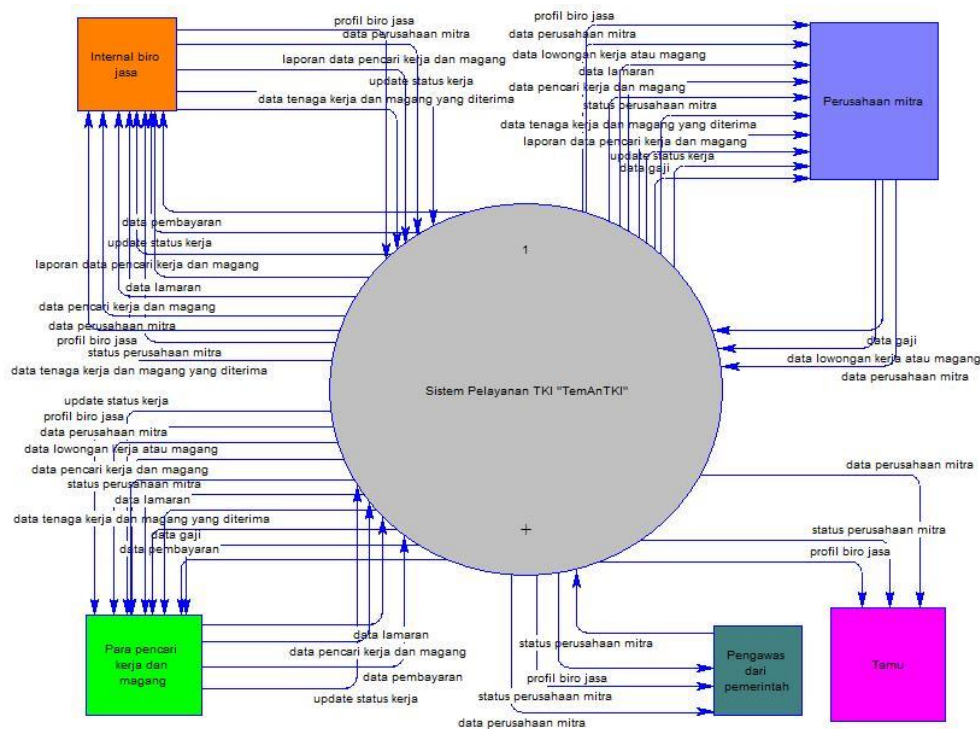 Internal biro
jasa
profil biro jasa
data perusahaan mitra
laporan data pencari kerja dan magang
update status kerja
data tenaga kerja dan magang yang diterima
profil biro jasa
data perusahaan mitra
data lowongan kerja atau magang
data lamaran
data pencari kerja dan magang
status perusahaan mitra
data tenaga kerja dan magang yang diterima
laporan data pencari kerja dan magang
update status kerja
data gaji
Perusahaan mitra
data pembayaran
update status kerja
laporan data pencari kerja dan magang
data lamaran
data pencari kerja dan magang
data perusahaan mitra
profil biro jasa
status perusahaan mitra
data tenaga kerja dan magang yang diterima
1
Sistem Pelayanan TKI "TemAnTKI"
+
data gaji
data lowongan kerja atau magang
data perusahaan mitra
update status kerja
profil biro jasa
data perusahaan mitra
data lowongan kerja atau magang
data pencari kerja dan magang
status perusahaan mitra
data lamaran
data tenaga kerja dan magang yang diterima
data gaji
data pembayaran
Para pencari
kerja dan
magang
data lamaran
data pencari kerja dan magang
data pembayaran
update status kerja
data perusahaan mitra
status perusahaan mitra
profil biro jasa
status perusahaan mitra
profil biro jasa
status perusahaan mitra
data perusahaan mitra
Pengawas
dari
pemerintah
Tamu